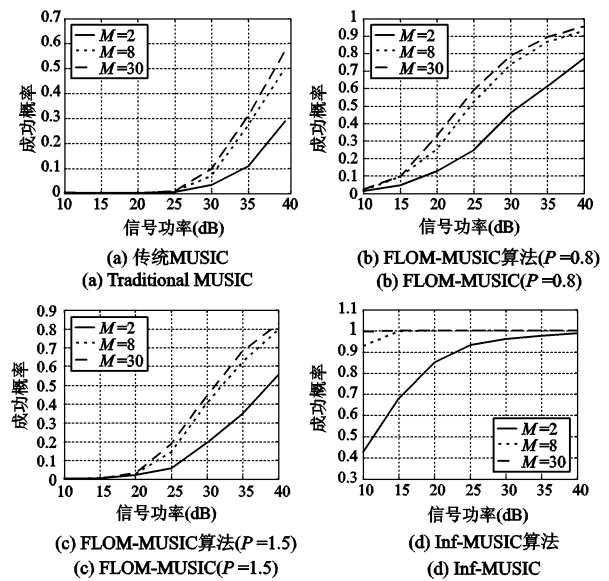 0.7
0.6
0.5
0.4
0.3
0.2
0.1
0
成功概率
M=2
M=8
M=30
10 15 20 25 30 35 40
信号功率(dB)
(a) 传统MUSIC
(a) Traditional MUSIC
1
0.9
0.8
0.7
0.6
0.5
0.4
0.3
0.2
0.1
0
成功概率
M=2
M=8
M=30
10 15 20 25 30 35 40
信号功率(dB)
(b) FLOM-MUSIC算法(P =0.8)
(b) FLOM-MUSIC(P =0.8)
0.9
0.8
0.7
0.6
0.5
0.4
0.3
0.2
0.1
0
成功概率
M=2
M=8
M=30
10 15 20 25 30 35 40
信号功率(dB)
(c) FLOM-MUSIC算法(P =1.5)
(c) FLOM-MUSIC(P =1.5)
1.1
1
0.9
0.8
0.7
0.6
0.5
0.4
0.3
成功概率
M=2
M=8
M=30
10 15 20 25 30 35 40
信号功率(dB)
(d) Inf-MUSIC算法
(d) Inf-MUSIC